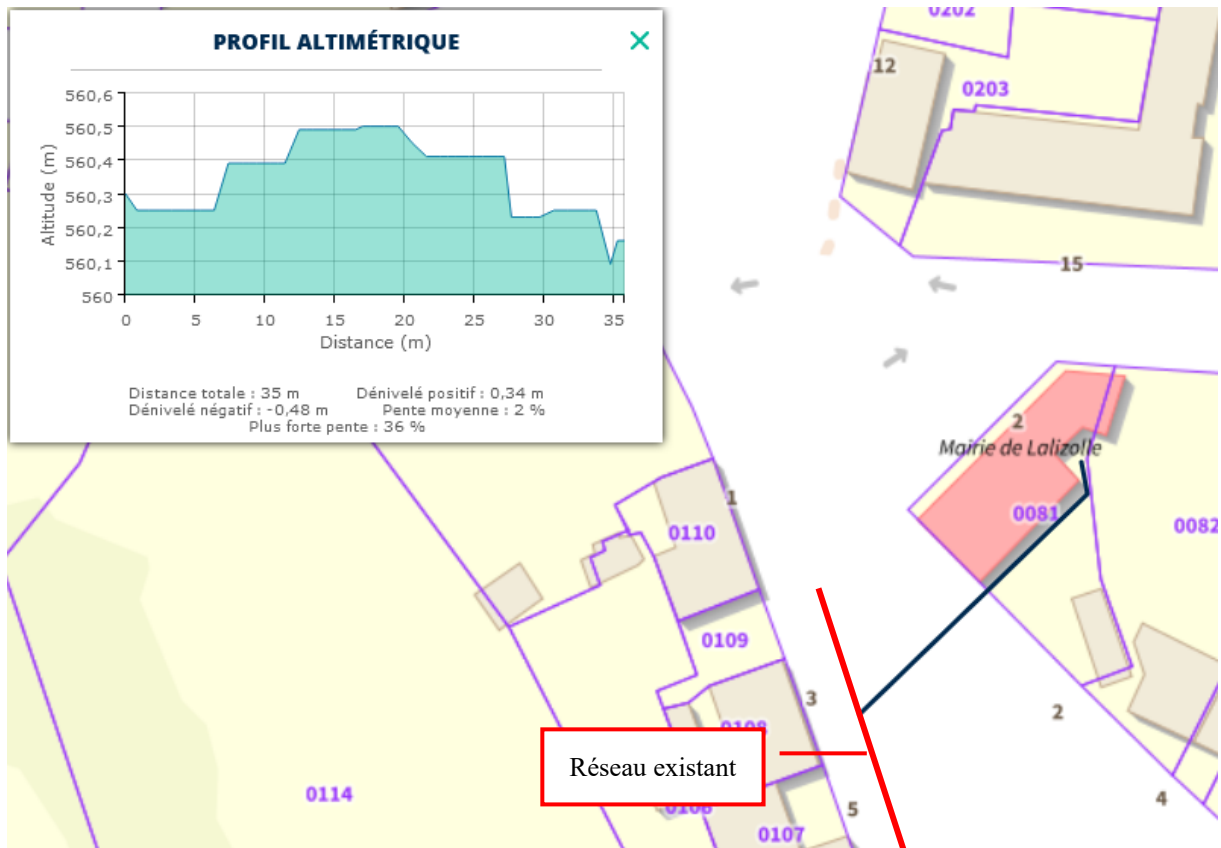 PROFIL ALTIMÉTRIQUE
560,6
560,5
560,4
560,3
560,2
560,1
560
Altitude (m)
0 5 10 15 20 25 30 35
Distance (m)
Distance totale : 35 m Dénivelé positif : 0,34 m
Dénivelé négatif : -0,48 m Pente moyenne : 2 %
Plus forte pente : 36 %
0202
12
0203
15
2
Mairie de Lalizolle
1
0081
0110
0082
0109
3
0108
2
Réseau existant
0114
0106
5
4
0107